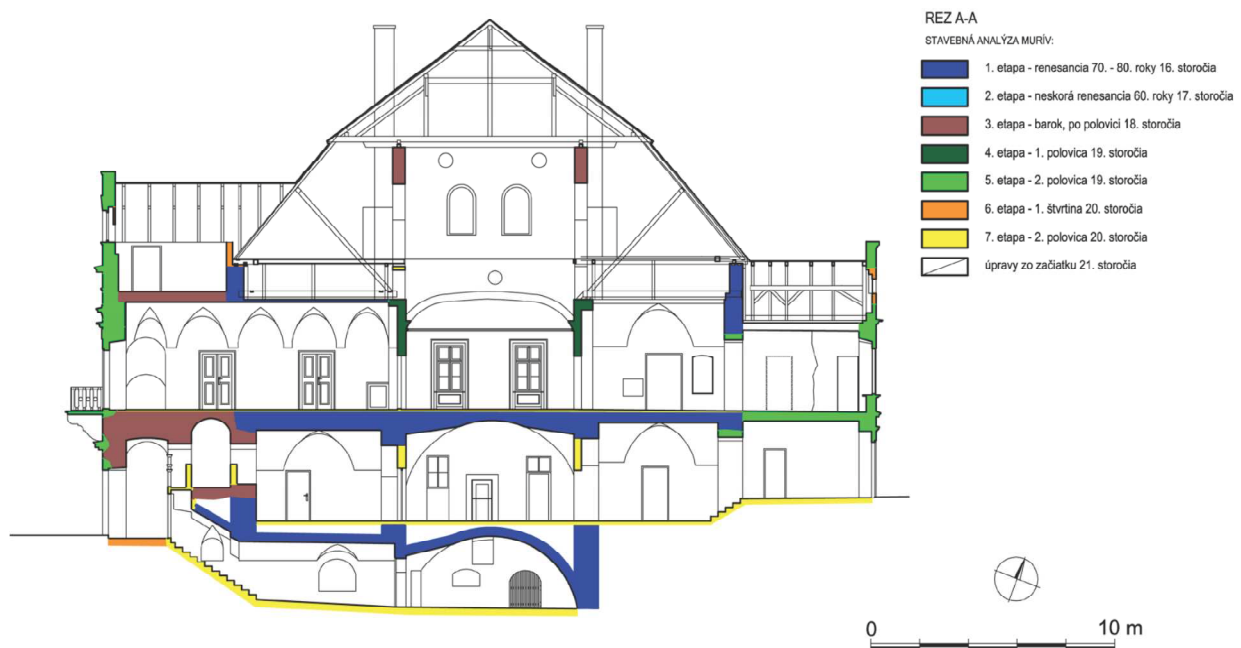 REZ A-A
STAVEBNÁ ANALÝZA MURÍV:
1. etapa - renesancia 70. - 80. roky 16. storočia
2. etapa - neskorá renesancia 60. roky 17. storočia
3. etapa - barok, po polovici 18. storočia
4. etapa - 1. polovica 19. storočia
5. etapa - 2. polovica 19. storočia
6. etapa - 1. štvrtina 20. storočia
7. etapa - 2. polovica 20. storočia
úpravy zo začiatku 21. storočia
0 10 m